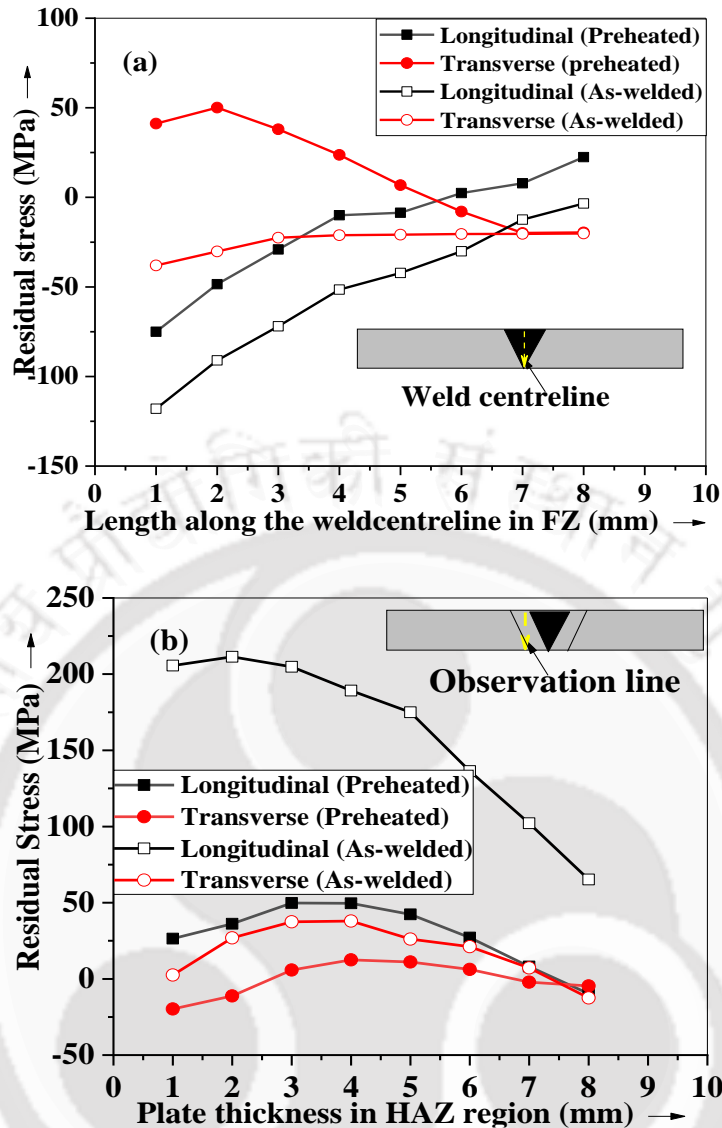 100
50
0
-50
-100
-150
Residual stress (MPa)
(a)
Longitudinal (Preheated)
Transverse (preheated)
Longitudinal (As-welded)
Transverse (As-welded)
Weld centreline
0 1 2 3 4 5 6 7 8 9 10
Length along the weldcentreline in FZ (mm)
250
200
150
100
50
0
-50
Residual Stress (MPa)
(b)
Observation line
Longitudinal (Preheated)
Transverse (Preheated)
Longitudinal (As-welded)
Transverse (As-welded)
0 1 2 3 4 5 6 7 8 9 10
Plate thickness in HAZ region (mm)